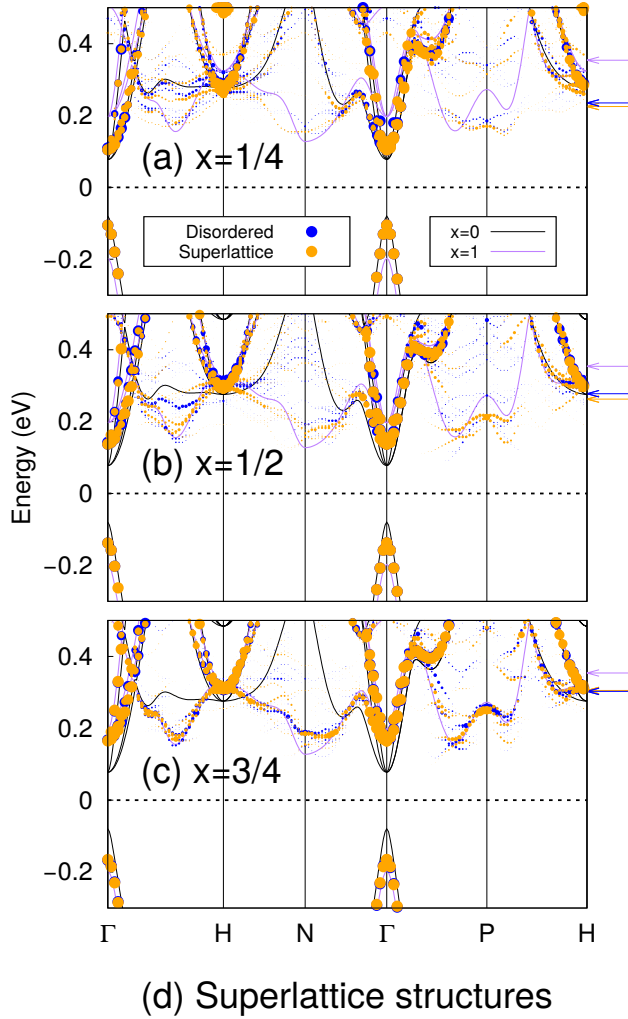 0.4
0.2
0
−0.2
(a) x=1/4
Disordered
Superlattice
x=0
x=1
Energy (eV)
0.4
0.2
0
−0.2
(b) x=1/2
0.4
0.2
0
−0.2
(c) x=3/4
Γ H N Γ P H
(d) Superlattice structures